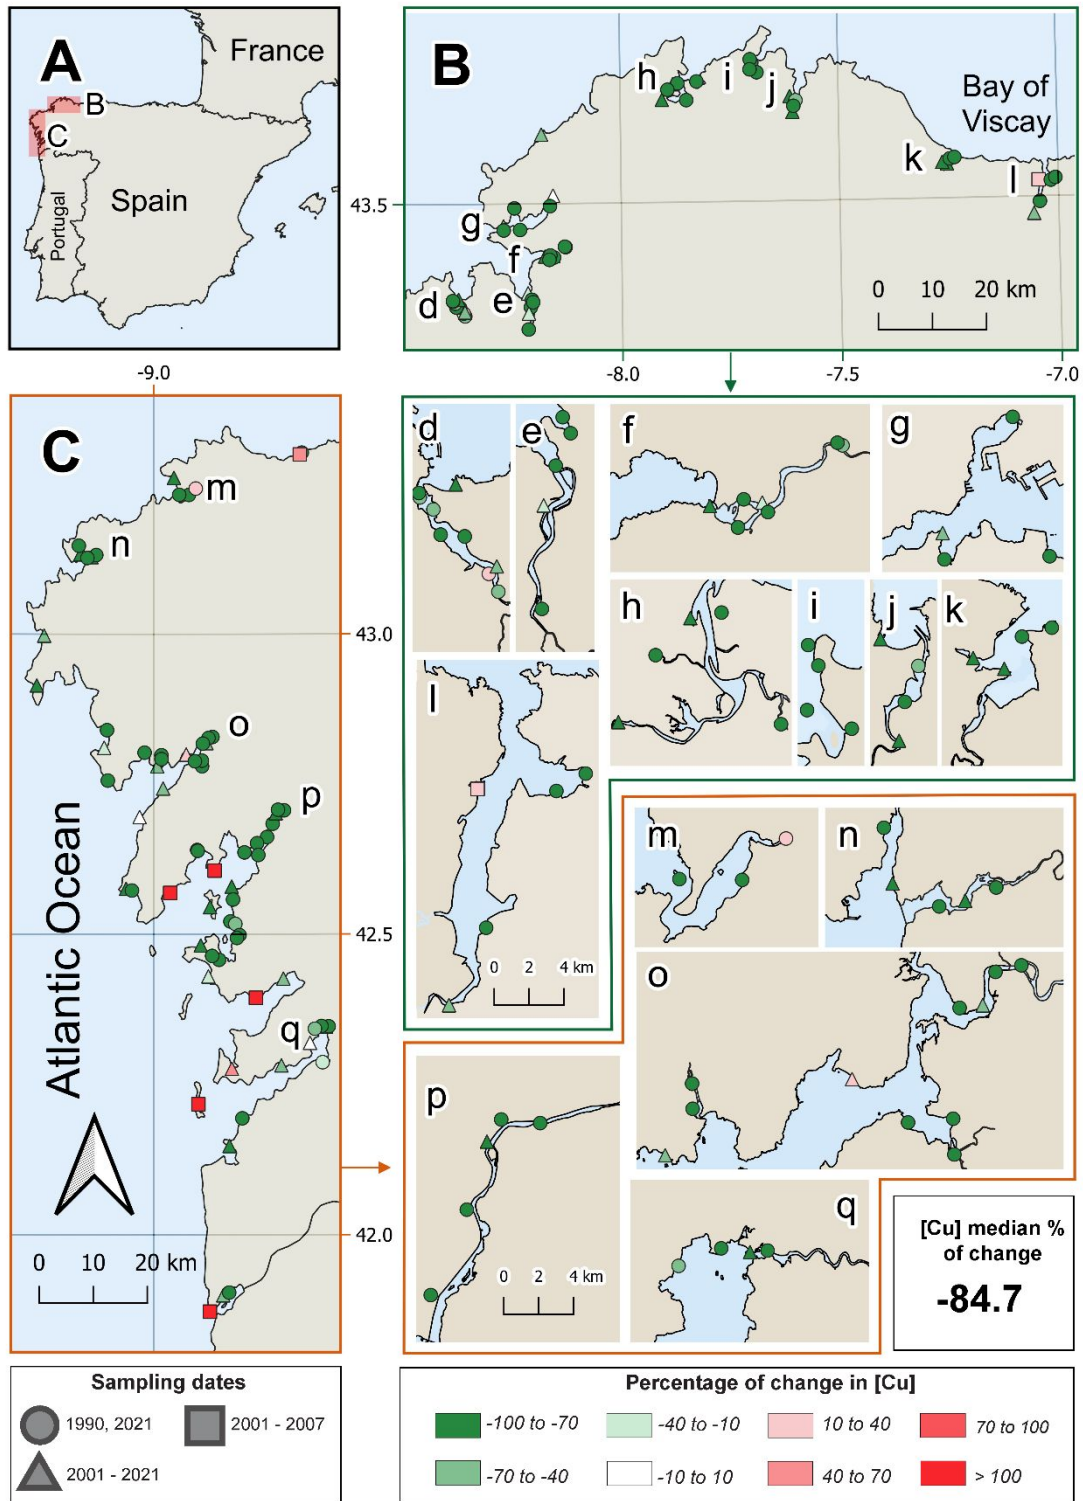 A
France
B
C
Portugal
Spain
B
h
i
j
Bay of
Viscay
k
l
43.5
g
f
d
e
0 10 20 km
-9.0
-8.0
-7.5
-7.0
C
m
n
43.0
o
p
42.5
Atlantic Ocean
q
42.0
0 10 20 km
d
e
f
g
h
i
j
k
l
0 2 4 km
m
n
o
p
0 2 4 km
q
[Cu] median %
of change
-84.7
Sampling dates
1990, 2021
2001 - 2007
2001 - 2021
Percentage of change in [Cu]
-100 to -70
-40 to -10
10 to 40
70 to 100
-70 to -40
-10 to 10
40 to 70
> 100